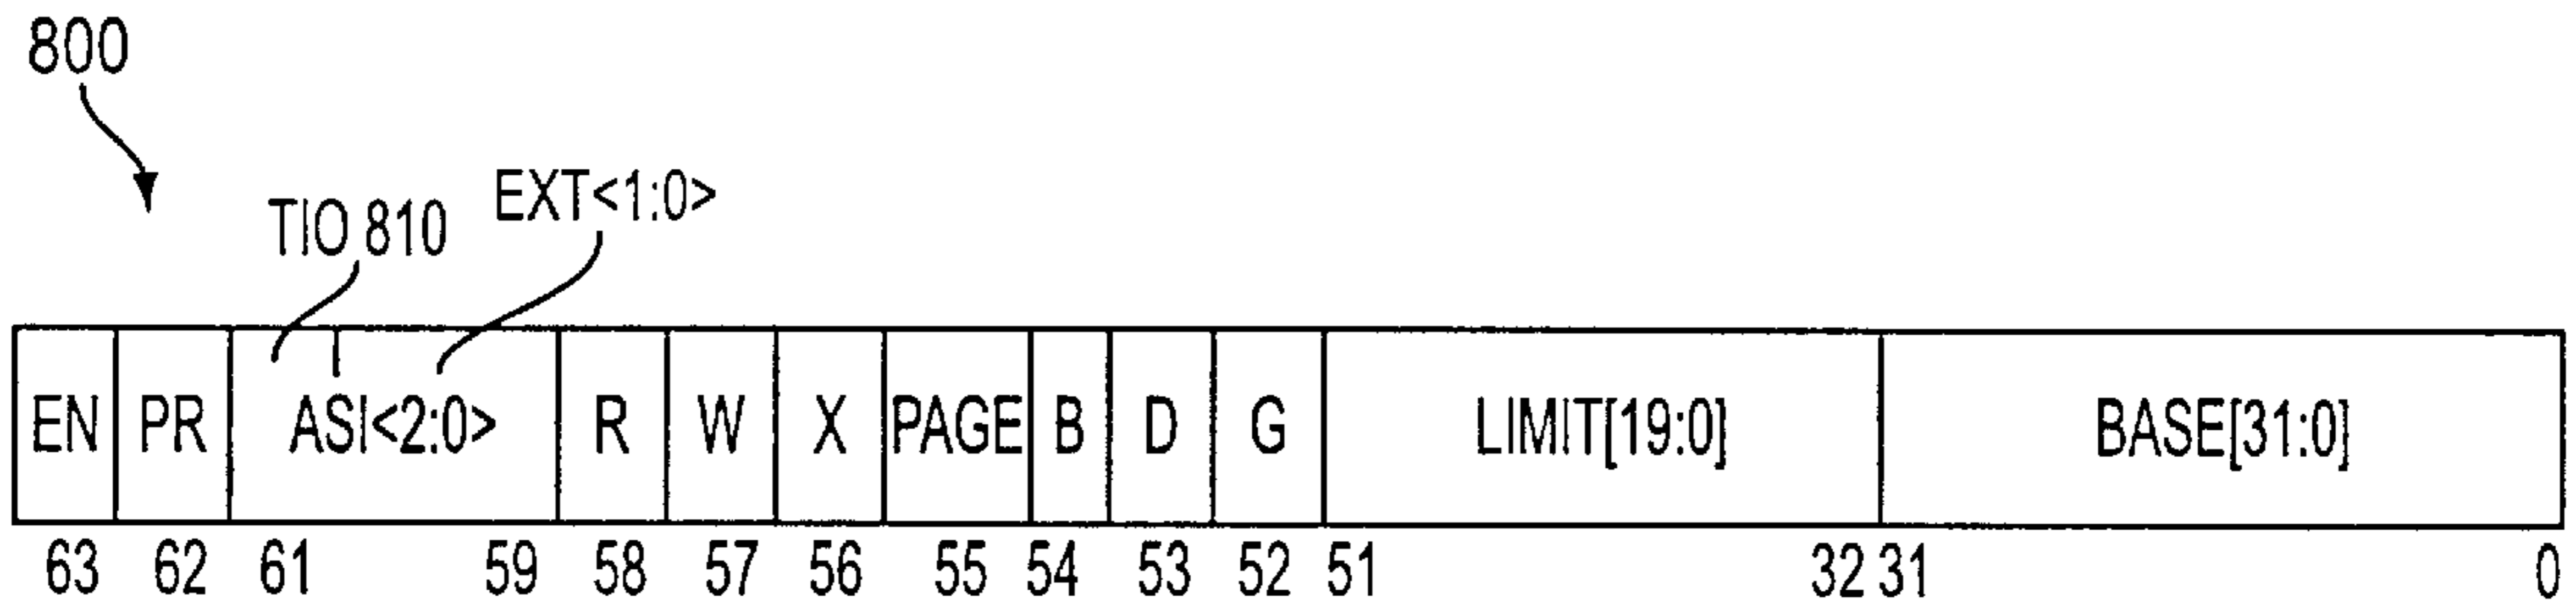 800
TIO 810 EXT<1:0>
EN PR ASI<2:0> R W X PAGE B D G LIMIT[19:0] BASE[31:0]
63 62 61 59 58 57 56 55 54 53 52 51 32 31 0